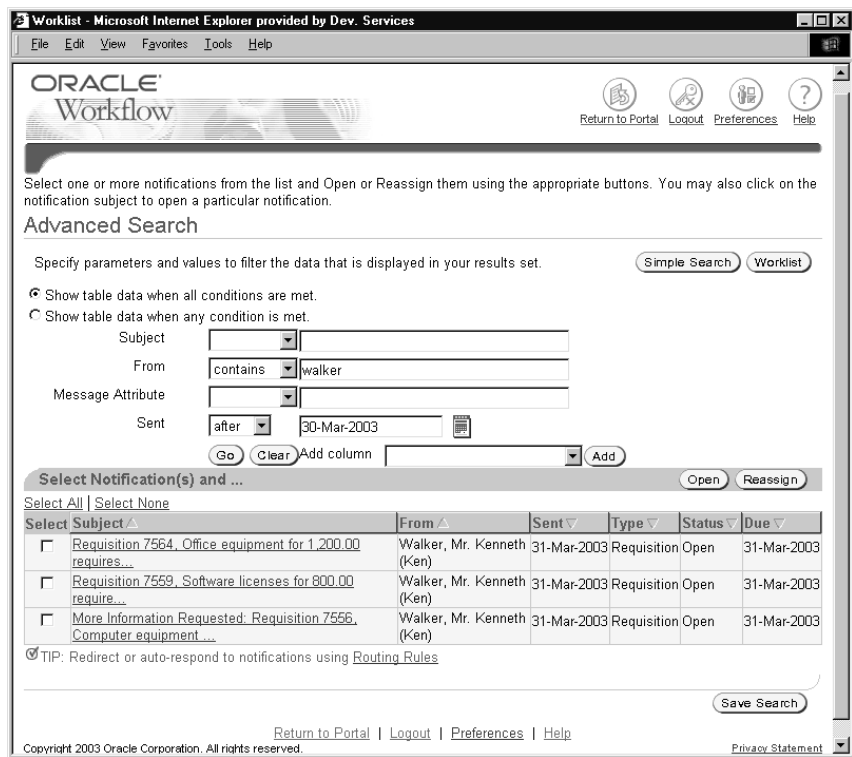 Worklist - Microsoft Internet Explorer provided by Dev. Services
File Edit View Favorites Tools Help
ORACLE
Workflow
Return to Portal Logout Preferences Help
Select one or more notifications from the list and Open or Reassign them using the appropriate buttons. You may also click on the
notification subject to open a particular notification.
Advanced Search
Specify parameters and values to filter the data that is displayed in your results set. Simple Search Worklist
Show table data when all conditions are met.
Show table data when any condition is met.
Subject
From contains walker
Message Attribute
Sent after 30-Mar-2003
Go Clear Add column Add
Select Notification(s) and ... Open Reassign
Select All | Select None
Select Subject From Sent Type Status Due
Requisition 7564, Office equipment for 1,200.00 Walker, Mr. Kenneth 31-Mar-2003 Requisition Open 31-Mar-2003
requires... (Ken)
Requisition 7559, Software licenses for 800.00 Walker, Mr. Kenneth 31-Mar-2003 Requisition Open 31-Mar-2003
require... (Ken)
More Information Requested: Requisition 7556, Walker, Mr. Kenneth 31-Mar-2003 Requisition Open 31-Mar-2003
Computer equipment ... (Ken)
TIP: Redirect or auto-respond to notifications using Routing Rules
Save Search
Return to Portal | Logout | Preferences | Help
Copyright 2003 Oracle Corporation. All rights reserved. Privacy Statement